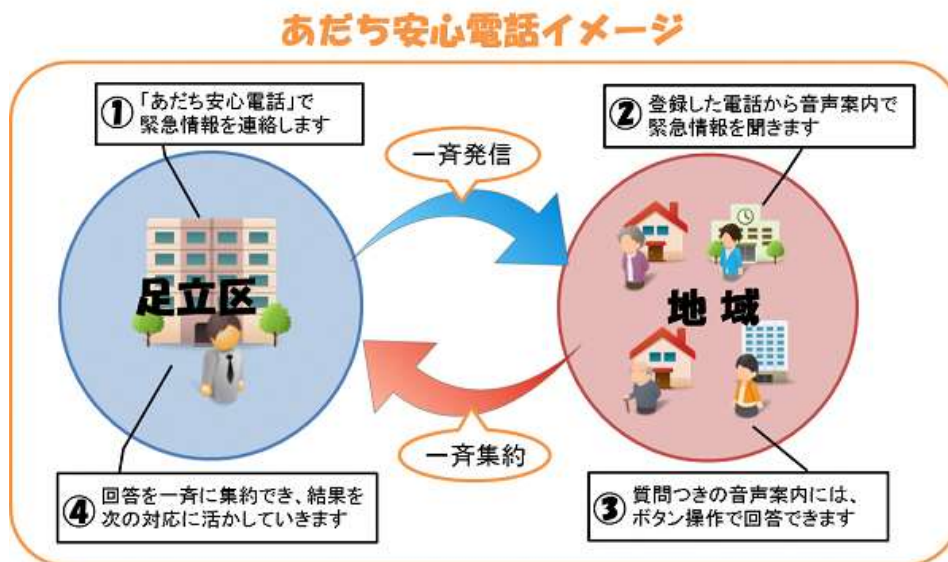 あだち安心電話イメージ
①「あだち安心電話」で
緊急情報を連絡します
一斉発信
②登録した電話から音声案内で
緊急情報を聞きます
足立区
地域
一斉集約
③質問つきの音声案内には、
ボタン操作で回答できます
④回答を一斉に集約でき、結果を
次の対応に活かしていきます